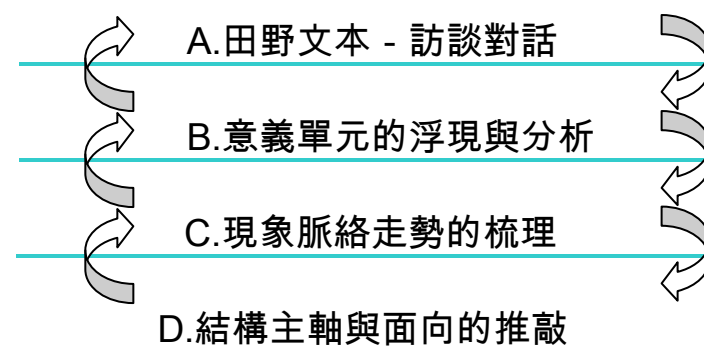 A.田野文本－訪談對話
B.意義單元的浮現與分析
C.現象脈絡走勢的梳理
D.結構主軸與面向的推敲